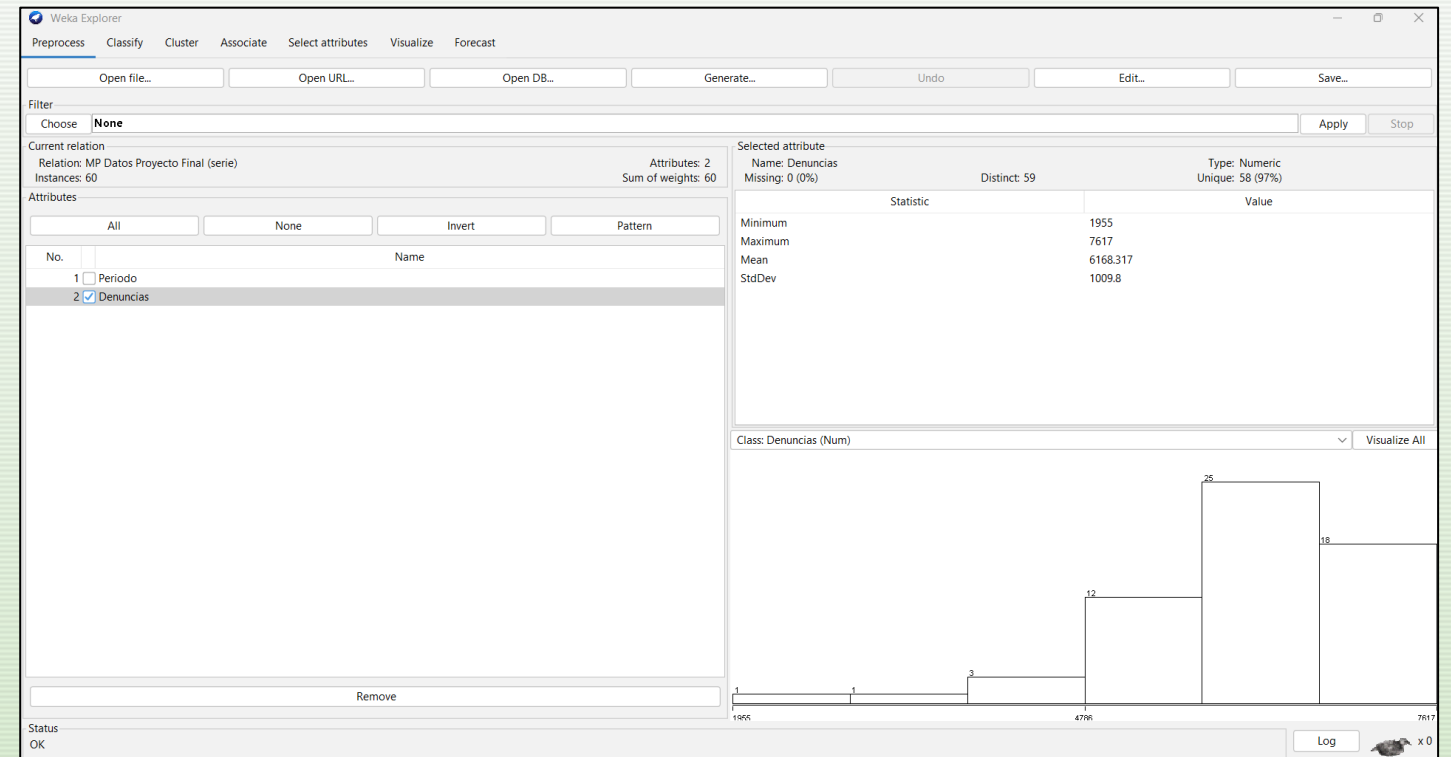 Weka Explorer
Preprocess Classify Cluster Associate Select attributes Visualize Forecast
Open file... Open URL... Open DB... Generate... Undo Edit... Save...
Filter
Choose None Apply Stop
Current relation
Relation: MP Datos Proyecto Final (serie) Attributes: 2
Instances: 60 Sum of weights: 60
Attributes
All None Invert Pattern
No. Name
1 Periodo
2 Denuncias
Remove
Selected attribute
Name: Denuncias Type: Numeric
Missing: 0 (0%) Distinct: 59 Unique: 58 (97%)
Statistic Value
Minimum 1955
Maximum 7617
Mean 6168.317
StdDev 1009.8
Class: Denuncias (Num) Visualize All
25
18
12
3
1 1
1955 4786 7617
Status
OK
Log x 0